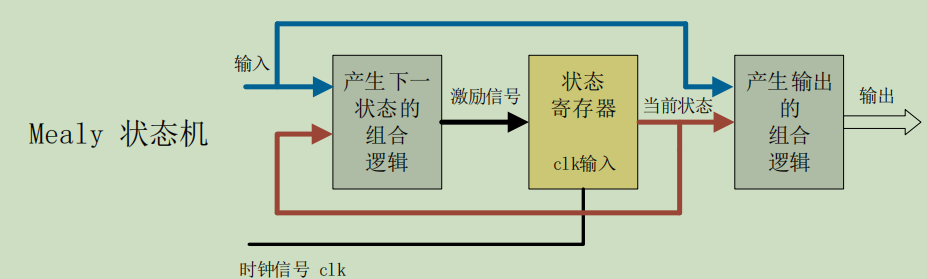 Mealy 状态机
输入
产生下一
状态的
组合
逻辑
激励信号
状态
寄存器
clk输入
当前状态
产生输出
的
组合
逻辑
输出
时钟信号 clk